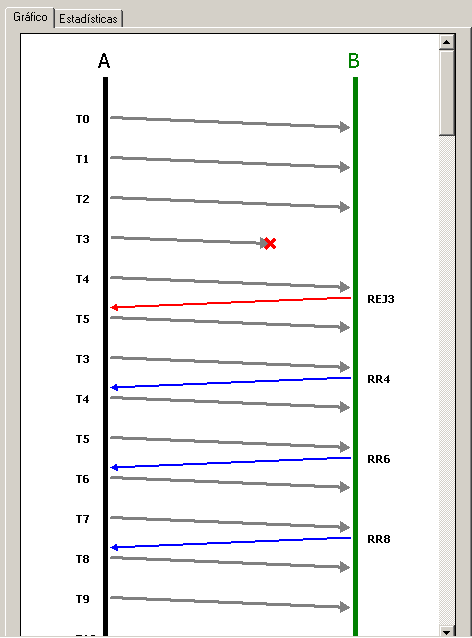 Gráfico Estadísticas
A B
T0
T1
T2
T3
T4
REJ3
T5
T3
RR4
T4
T5
RR6
T6
T7
RR8
T8
T9